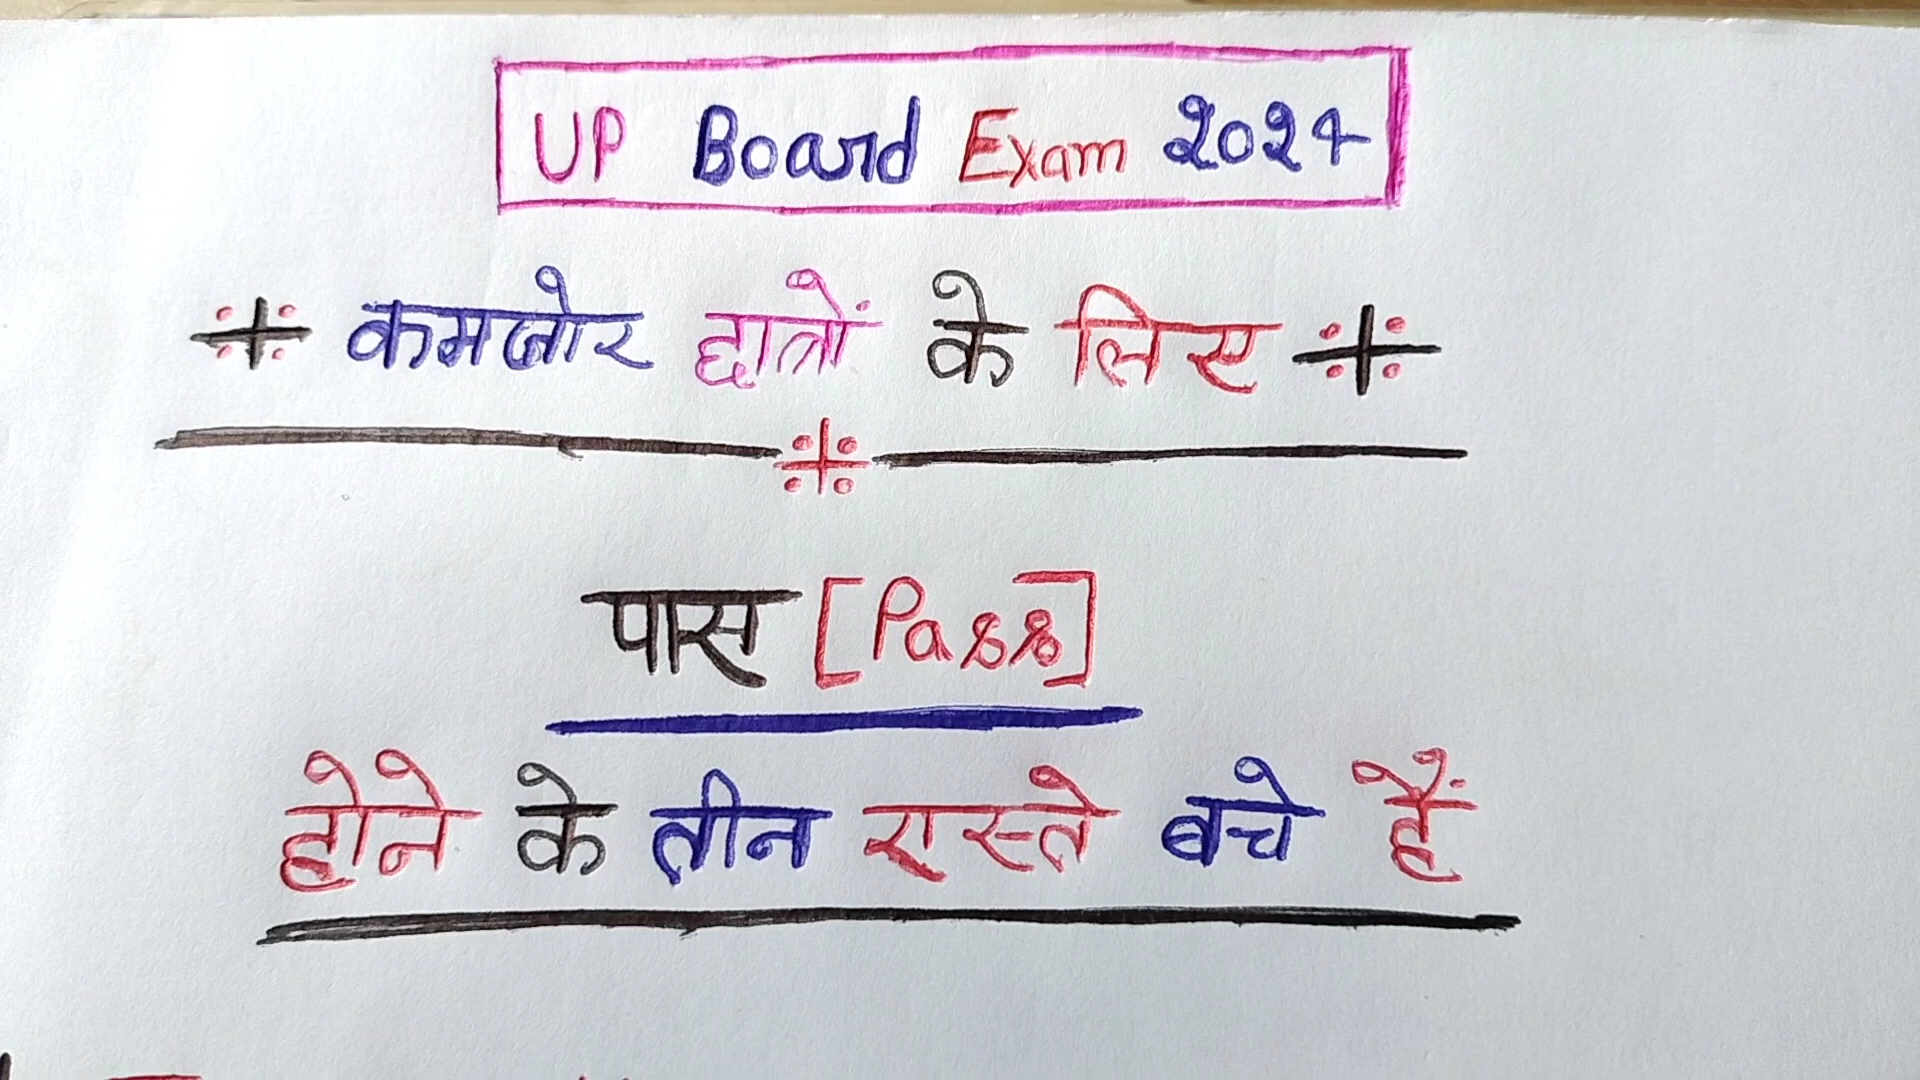 UP Board Exam 2024
कमजोर छात्रों के लिए
पास [Pass]
होने के तीन रास्ते बचे हैं